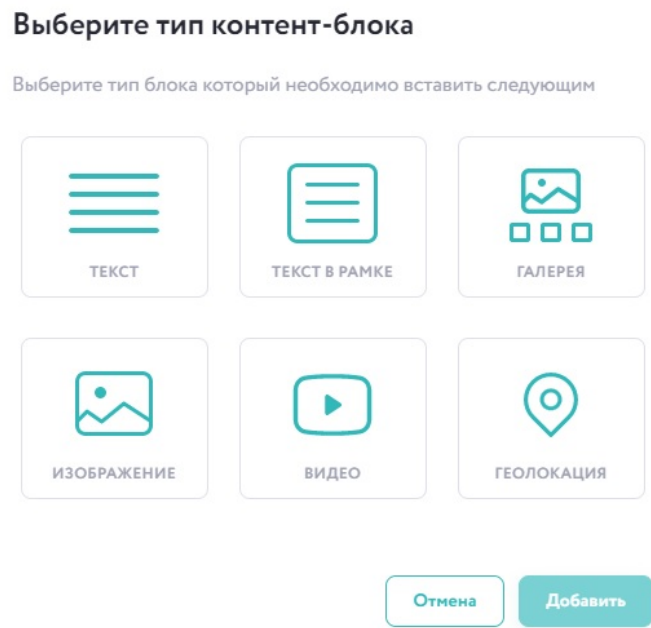 Выберите тип контент-блока
Выберите тип блока который необходимо вставить следующим
ТЕКСТ
ТЕКСТ В РАМКЕ
ГАЛЕРЕЯ
ИЗОБРАЖЕНИЕ
ВИДЕО
ГЕОЛОКАЦИЯ
Отмена
Добавить